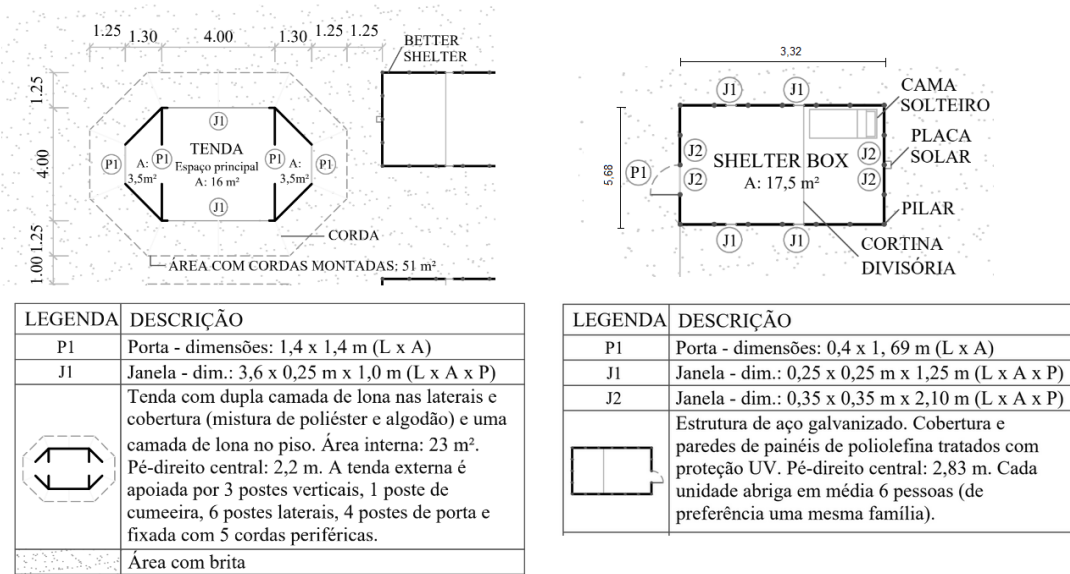 1.25 1.30 4.00 1.30 1.25 1.25
BETTER
SHELTER
1.25
4.00
1.25
1.00
J1
TENDA
P1 A: P1 Espaço principal P1 A: P1
3,5m² A: 16 m² 3,5m²
J1
CORDA
ÁREA COM CORDAS MONTADAS: 51 m²
LEGENDA DESCRIÇÃO
P1 Porta - dimensões: 1,4 x 1,4 m (L x A)
J1 Janela - dim.: 3,6 x 0,25 m x 1,0 m (L x A x P)
Tenda com dupla camada de lona nas laterais e
cobertura (mistura de poliéster e algodão) e uma
camada de lona no piso. Área interna: 23 m².
Pé-direito central: 2,2 m. A tenda externa é
apoiada por 3 postes verticais, 1 poste de
cumeeira, 6 postes laterais, 4 postes de porta e
fixada com 5 cordas periféricas.
Área com brita
3,32
J1 J1
CAMA
SOLTEIRO
5,68
J2 J2
PLACA
SOLAR
SHELTER BOX
P1 J2 A: 17,5 m² J2
PILAR
J1 J1
CORTINA
DIVISÓRIA
LEGENDA DESCRIÇÃO
P1 Porta - dimensões: 0,4 x 1, 69 m (L x A)
J1 Janela - dim.: 0,25 x 0,25 m x 1,25 m (L x A x P)
J2 Janela - dim.: 0,35 x 0,35 m x 2,10 m (L x A x P)
Estrutura de aço galvanizado. Cobertura e
paredes de painéis de poliolefina tratados com
proteção UV. Pé-direito central: 2,83 m. Cada
unidade abriga em média 6 pessoas (de
preferência uma mesma família).